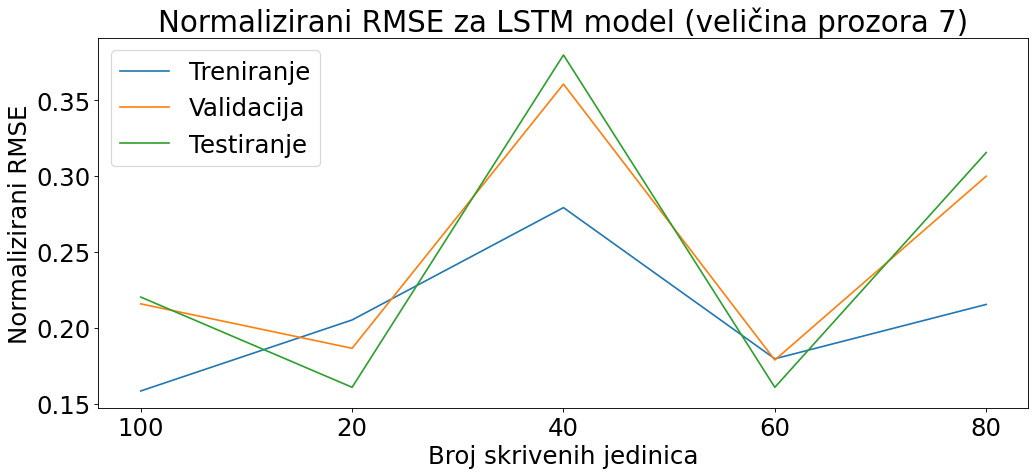 Normalizirani RMSE za LSTM model (veličina prozora 7)
Treniranje
Validacija
Testiranje
Normalizirani RMSE
0.35
0.30
0.25
0.20
0.15
100 20 40 60 80
Broj skrivenih jedinica